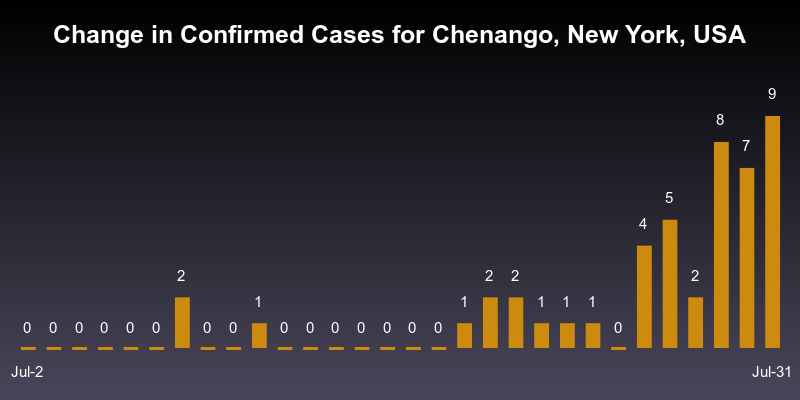 Change in Confirmed Cases for Chenango, New York, USA
9
8
7
5
4
2 2 2 2
1 1 1 1 1
0 0 0 0 0 0 0 0 0 0 0 0 0 0 0 0
Jul-2 Jul-31